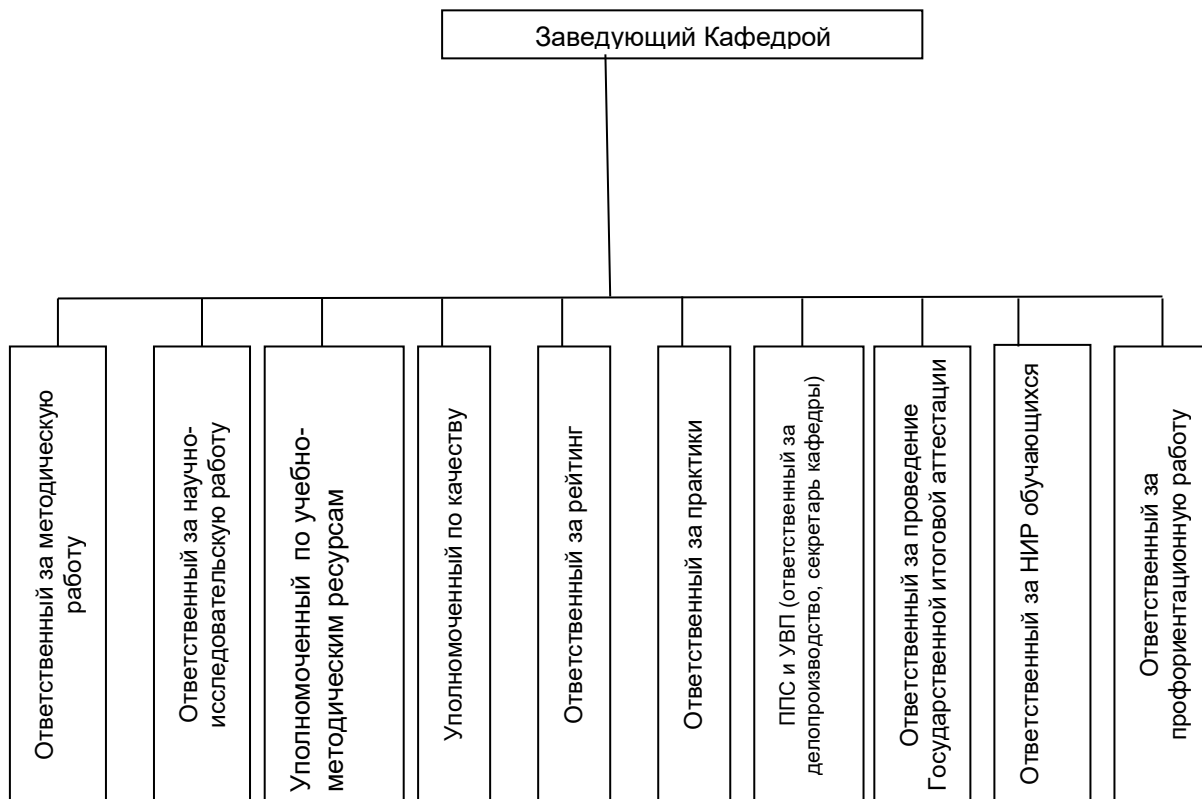 Заведующий Кафедрой
Ответственный за методическую
работу
Ответственный за научно-
исследовательскую работу
Уполномоченный по учебно-
методическим ресурсам
Уполномоченный по качеству
Ответственный за рейтинг
Ответственный за практики
ППС и УВП (ответственный за
делопроизводство, секретарь кафедры)
Ответственный за проведение
Государственной итоговой аттестации
Ответственный за НИР обучающихся
Ответственный за
профориентационную работу